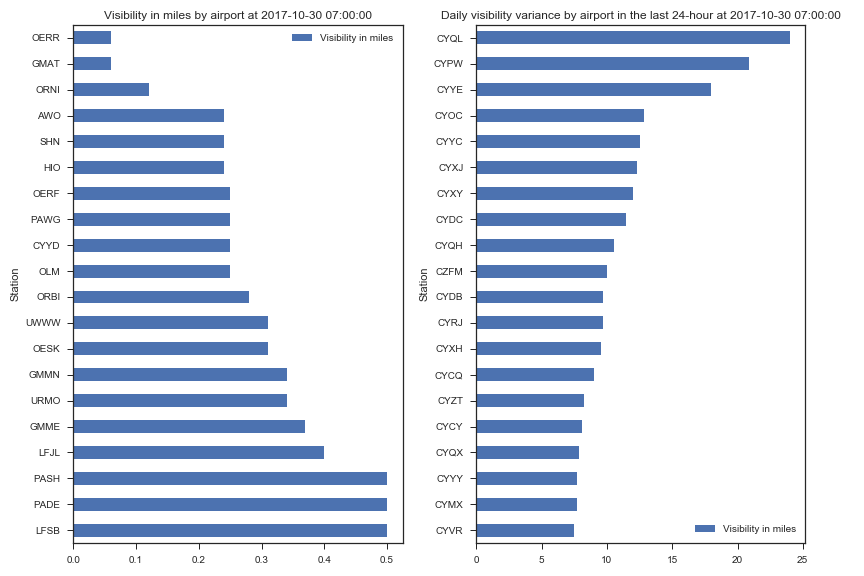 Visibility in miles by airport at 2017-10-30 07:00:00
Visibility in miles
Station
OERR
GMAT
ORNI
AWO
SHN
HIO
OERF
PAWG
CYYD
OLM
ORBI
UWWW
OESK
GMMN
URMO
GMME
LFJL
PASH
PADE
LFSB
0.0 0.1 0.2 0.3 0.4 0.5
Daily visibility variance by airport in the last 24-hour at 2017-10-30 07:00:00
Station
CYQL
CYPW
CYYE
CYOC
CYYC
CYXJ
CYXY
CYDC
CYQH
CZFM
CYDB
CYRJ
CYXH
CYCQ
CYZT
CYCY
CYQX
CYYY
CYMX
CYVR
Visibility in miles
0 5 10 15 20 25